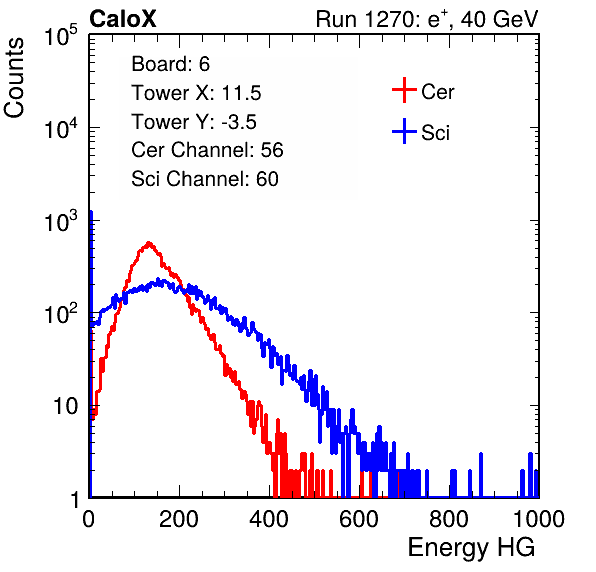 CaloX Run 1270: e⁺, 40 GeV
Counts
10⁵
10⁴
10³
10²
10
1
Board: 6
Tower X: 11.5
Tower Y: -3.5
Cer Channel: 56
Sci Channel: 60
Cer
Sci
0 200 400 600 800 1000
Energy HG